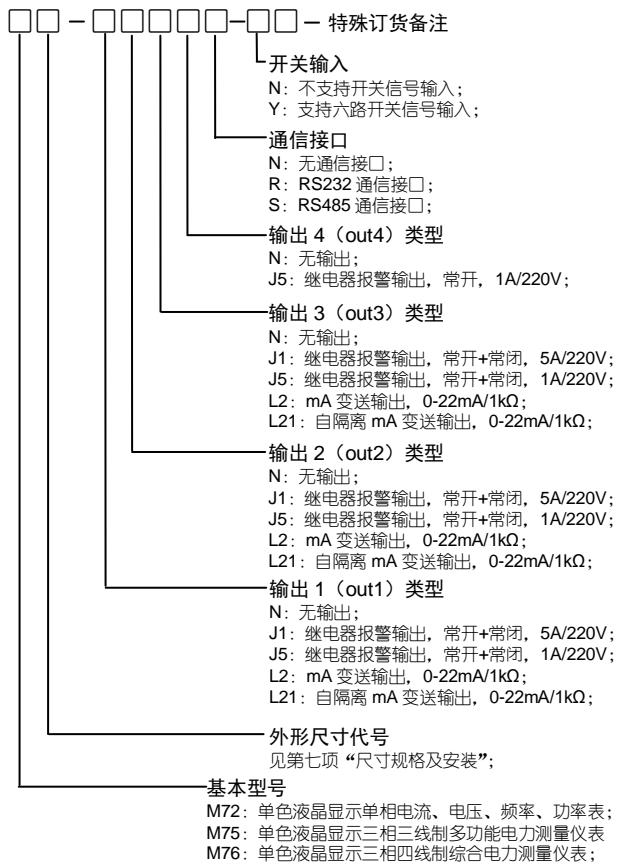 □□－□□□□□－□□－特殊订货备注
开关输入
N：不支持开关信号输入；
Y：支持六路开关信号输入；
通信接口
N：无通信接口；
R：RS232 通信接口；
S：RS485 通信接口；
输出 4（out4）类型
N：无输出；
J5：继电器报警输出，常开，1A/220V；
输出 3（out3）类型
N：无输出；
J1：继电器报警输出，常开+常闭，5A/220V；
J5：继电器报警输出，常开+常闭，1A/220V；
L2：mA 变送输出，0-22mA/1kΩ；
L21：自隔离 mA 变送输出，0-22mA/1kΩ；
输出 2（out2）类型
N：无输出；
J1：继电器报警输出，常开+常闭，5A/220V；
J5：继电器报警输出，常开+常闭，1A/220V；
L2：mA 变送输出，0-22mA/1kΩ；
L21：自隔离 mA 变送输出，0-22mA/1kΩ；
输出 1（out1）类型
N：无输出；
J1：继电器报警输出，常开+常闭，5A/220V；
J5：继电器报警输出，常开+常闭，1A/220V；
L2：mA 变送输出，0-22mA/1kΩ；
L21：自隔离 mA 变送输出，0-22mA/1kΩ；
外形尺寸代号
见第七项“尺寸规格及安装”；
基本型号
M72：单色液晶显示单相电流、电压、频率、功率表；
M75：单色液晶显示三相三线制多功能电力测量仪表
M76：单色液晶显示三相四线制综合电力测量仪表；